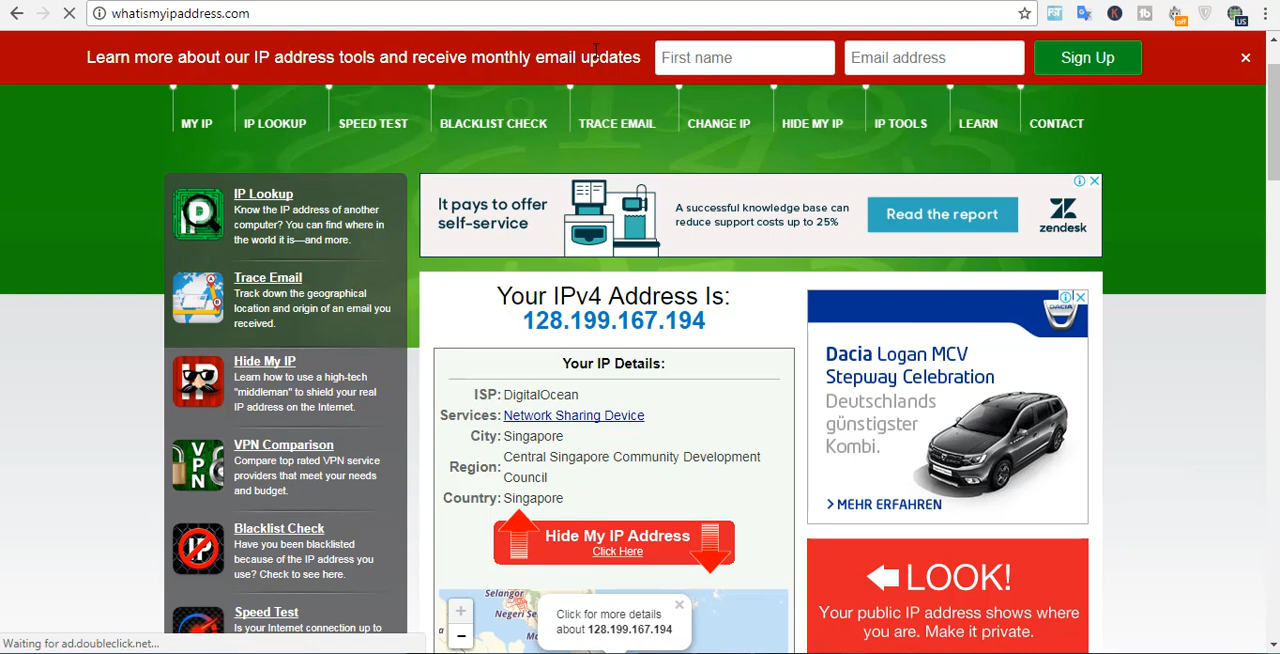 whatismyipaddress.com
Learn more about our IP address tools and receive monthly email updates
First name
Email address
Sign Up
MY IP
IP LOOKUP
SPEED TEST
BLACKLIST CHECK
TRACE EMAIL
CHANGE IP
HIDE MY IP
IP TOOLS
LEARN
CONTACT
IP Lookup
Know the IP address of another
computer? You can find where in
the world it is—and more.
Trace Email
Track down the geographical
location and origin of an email you
received.
Hide My IP
Learn how to use a high-tech
"middleman" to shield your real
IP address on the Internet.
VPN Comparison
Compare top rated VPN service
providers that meet your needs
and budget.
Blacklist Check
Have you been blacklisted
because of the IP address you
use? Check to see here.
Speed Test
Is your Internet connection up to
It pays to offer
self-service
A successful knowledge base can
reduce support costs up to 25%
Read the report
zendesk
Your IPv4 Address Is:
128.199.167.194
Your IP Details:
ISP: DigitalOcean
Services: Network Sharing Device
City: Singapore
Region: Central Singapore Community Development
Council
Country: Singapore
Hide My IP Address
Click Here
Selangor
Negeri Se
Click for more details
about 128.199.167.194
DACIA
Dacia Logan MCV
Stepway Celebration
Deutschlands
günstigster
Kombi.
> MEHR ERFAHREN
LOOK!
Your public IP address shows where
you are. Make it private.
Waiting for ad.doubleclick.net...